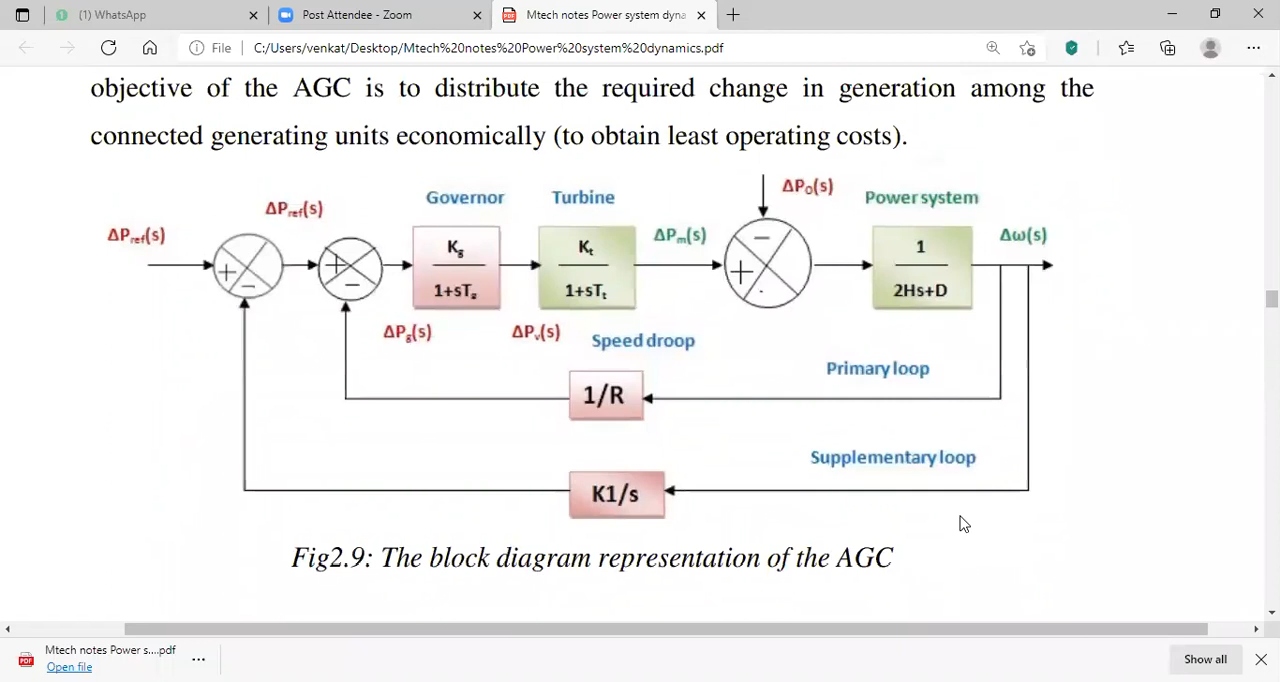 (1) WhatsApp
Post Attendee - Zoom
Mtech notes Power system dyna
File
C:/Users/venkat/Desktop/Mtech%20notes%20Power%20system%20dynamics.pdf
objective of the AGC is to distribute the required change in generation among the
connected generating units economically (to obtain least operating costs).
ΔP₀(s)
ΔPref(s)
Governor
Turbine
Power system
ΔPref(s)
Kg
Kt
ΔPm(s)
1
Δω(s)
1+sTg
1+sTt
2Hs+D
ΔPg(s)
ΔPv(s)
Speed droop
Primary loop
1/R
Supplementary loop
K1/s
Fig2.9: The block diagram representation of the AGC
Mtech notes Power s....pdf
Open file
Show all